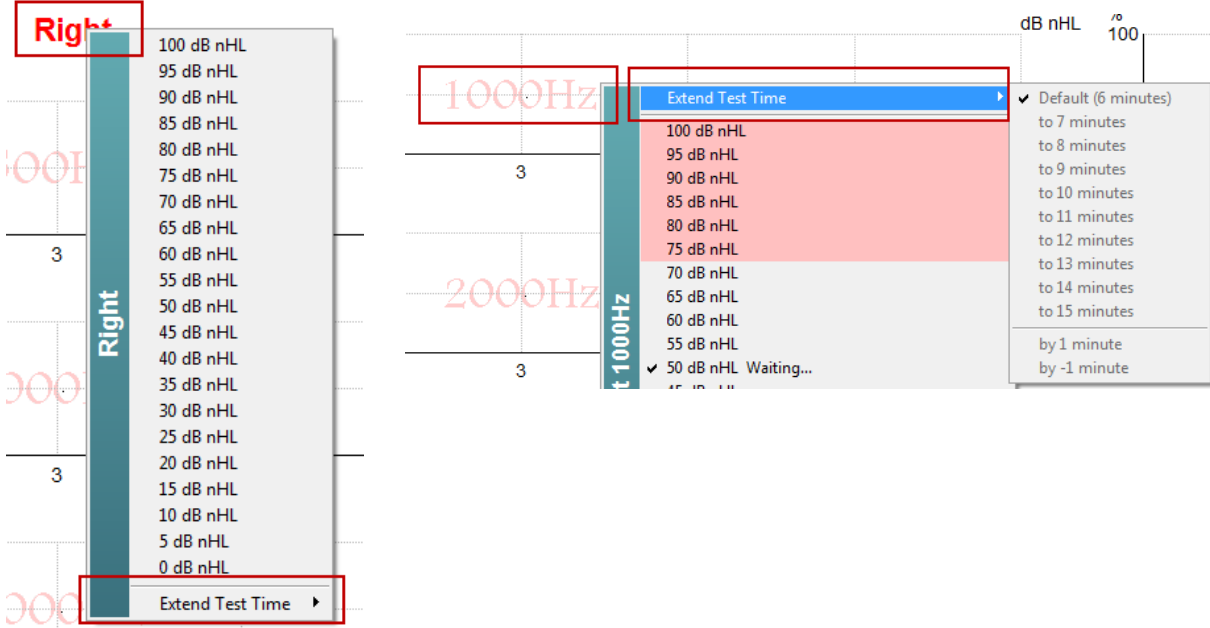 Right
100 dB nHL
95 dB nHL
90 dB nHL
85 dB nHL
80 dB nHL
75 dB nHL
70 dB nHL
65 dB nHL
60 dB nHL
55 dB nHL
50 dB nHL
45 dB nHL
40 dB nHL
35 dB nHL
30 dB nHL
25 dB nHL
20 dB nHL
15 dB nHL
10 dB nHL
5 dB nHL
0 dB nHL
Extend Test Time
Right
3
3
dB nHL %
100
1000Hz
3
2000Hz
3
1000Hz
Extend Test Time
100 dB nHL
95 dB nHL
90 dB nHL
85 dB nHL
80 dB nHL
75 dB nHL
70 dB nHL
65 dB nHL
60 dB nHL
55 dB nHL
50 dB nHL Waiting...
Default (6 minutes)
to 7 minutes
to 8 minutes
to 9 minutes
to 10 minutes
to 11 minutes
to 12 minutes
to 13 minutes
to 14 minutes
to 15 minutes
by 1 minute
by -1 minute